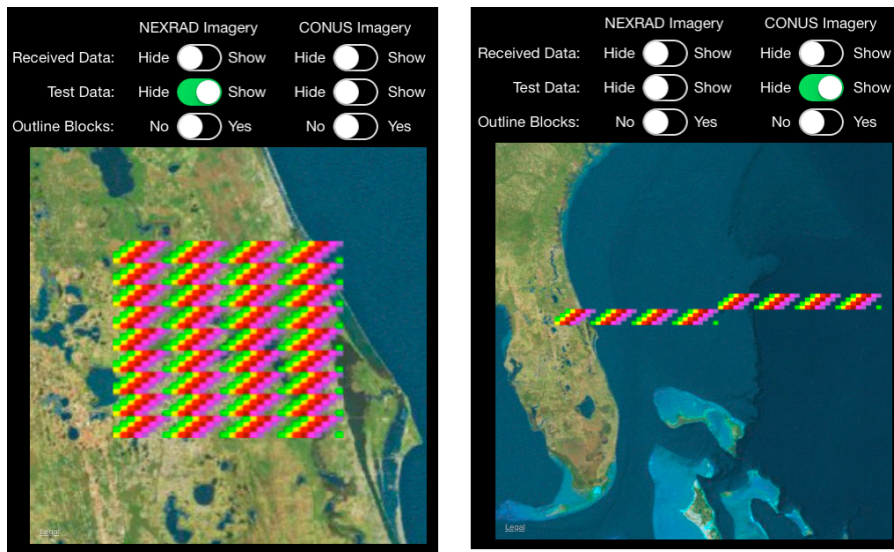 NEXRAD Imagery CONUS Imagery
Received Data: Hide Show Hide Show
Test Data: Hide Show Hide Show
Outline Blocks: No Yes No Yes
Legal
NEXRAD Imagery CONUS Imagery
Received Data: Hide Show Hide Show
Test Data: Hide Show Hide Show
Outline Blocks: No Yes No Yes
Legal